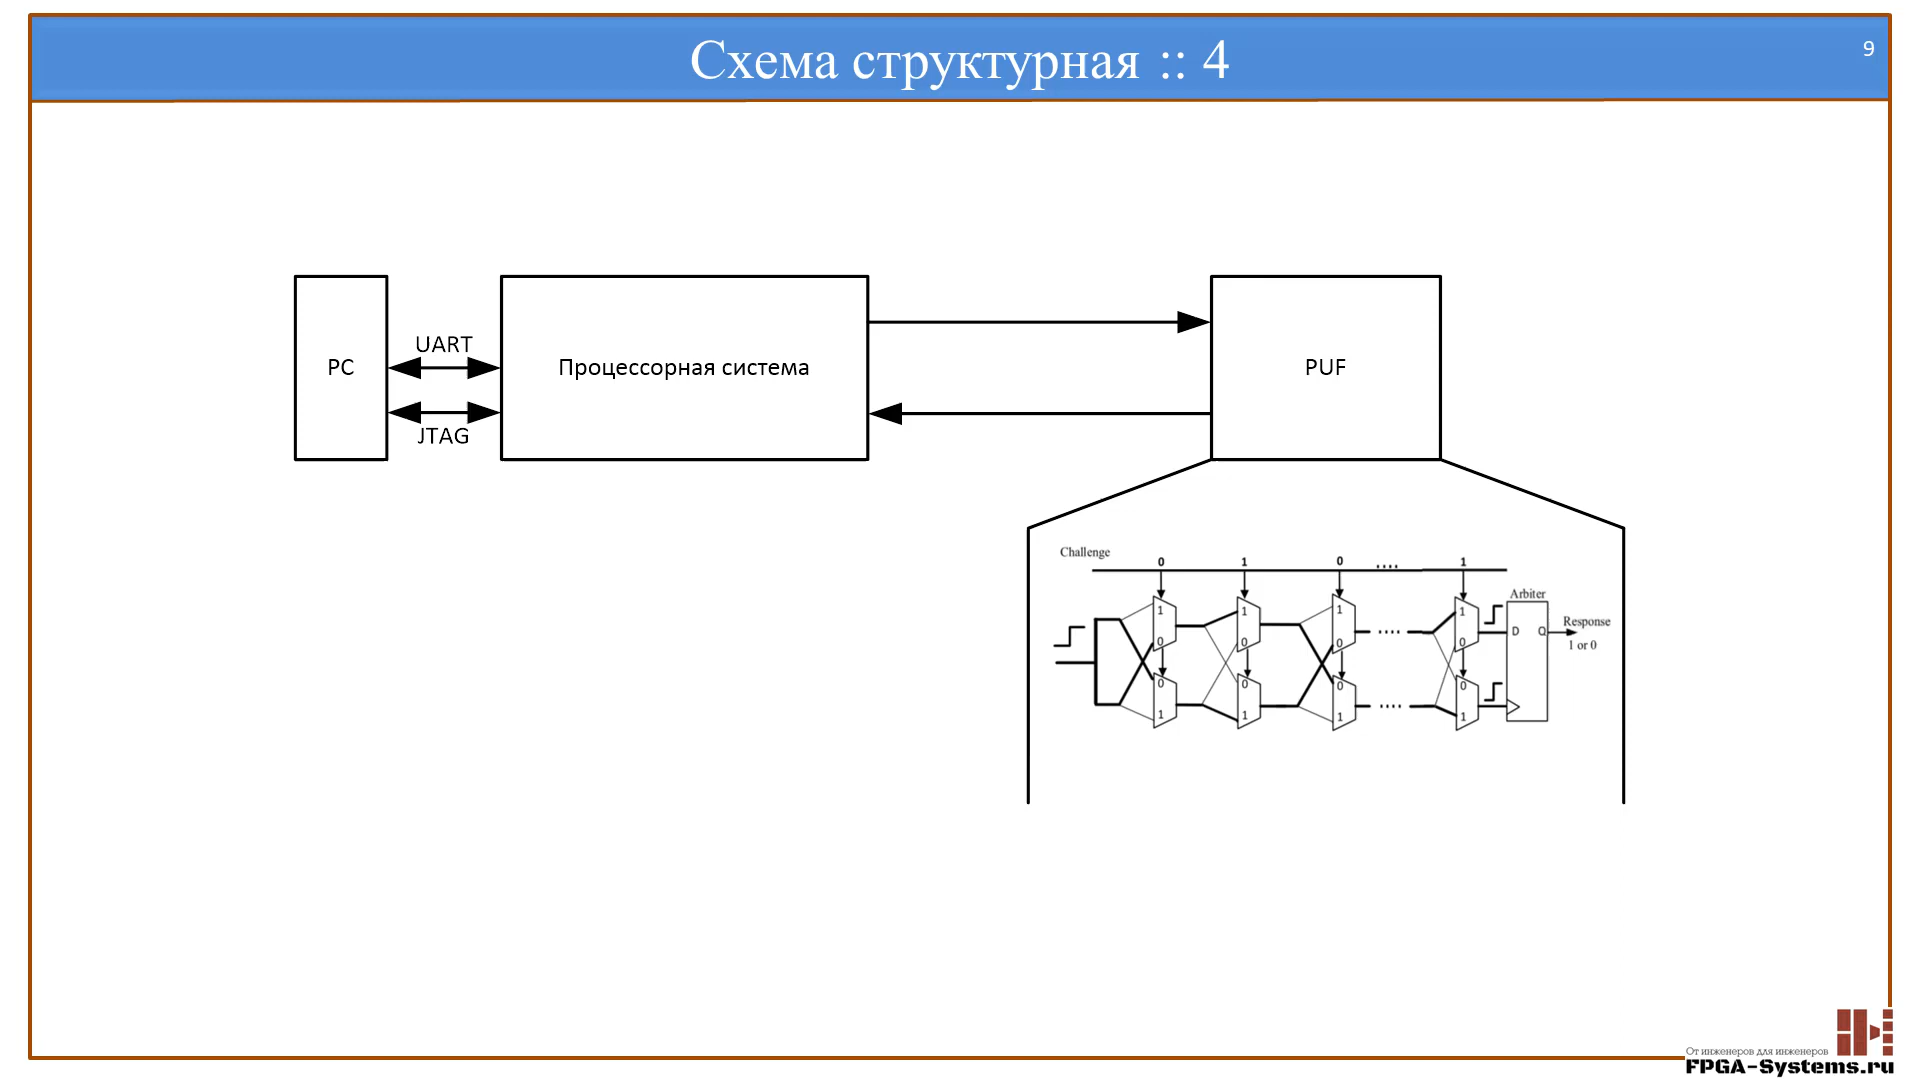 Схема структурная :: 4
9
PC
UART
JTAG
Процессорная система
PUF
Challenge
0 1 0 .... 1
Arbiter
1 1 1 1
0 0 0 0
.... D Q
Response
1 or 0
0 0 0 0
1 1 1 1
....
От инженеров для инженеров
FPGA-Systems.ru